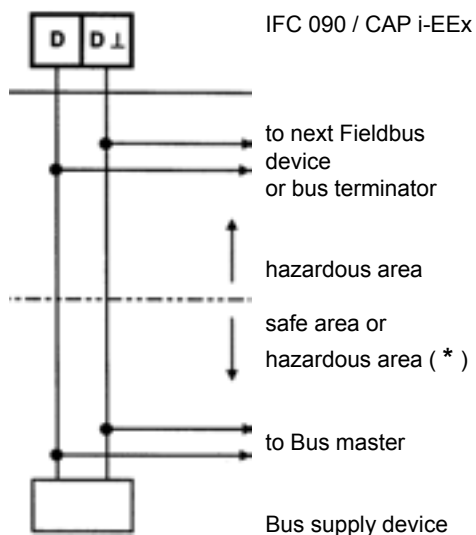 IFC 090 / CAP i-EEx
D D ⊥
to next Fieldbus
device
or bus terminator
hazardous area
safe area or
hazardous area ( * )
to Bus master
Bus supply device